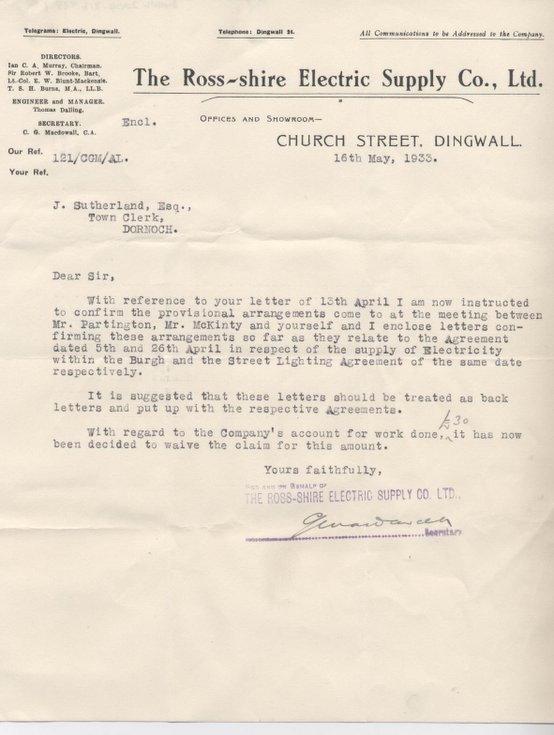 Telegrams: Electric, Dingwall.
Telephone: Dingwall 24.
All Communications to be Addressed to the Company.
DIRECTORS.
Ian C. A. Murray, Chairman.
Sir Robert W. Brooke, Bart,
Lt.-Col. E. W. Blunt-Mackenzie.
T. S. H. Burns, M.A., LL.B.
ENGINEER and MANAGER.
Thomas Dalling.
SECRETARY.
C. G. Macdowall, C.A.
The Ross-shire Electric Supply Co., Ltd.
Encl.
OFFICES AND SHOWROOM—
CHURCH STREET, DINGWALL.
Our Ref. 121/CGM/AL.
16th May, 1933.
Your Ref.
J. Sutherland, Esq.,
Town Clerk,
DORNOCH.
Dear Sir,
With reference to your letter of 13th April I am now instructed
to confirm the provisional arrangements come to at the meeting between
Mr. Partington, Mr. McKinty and yourself and I enclose letters con-
firming these arrangements so far as they relate to the Agreement
dated 5th and 26th April in respect of the supply of Electricity
within the Burgh and the Street Lighting Agreement of the same date
respectively.
It is suggested that these letters should be treated as back
letters and put up with the respective Agreements.
£30
With regard to the Company's account for work done, it has now
been decided to waive the claim for this amount.
Yours faithfully,
FOR AND ON BEHALF OF
THE ROSS-SHIRE ELECTRIC SUPPLY CO. LTD.,
Secretary